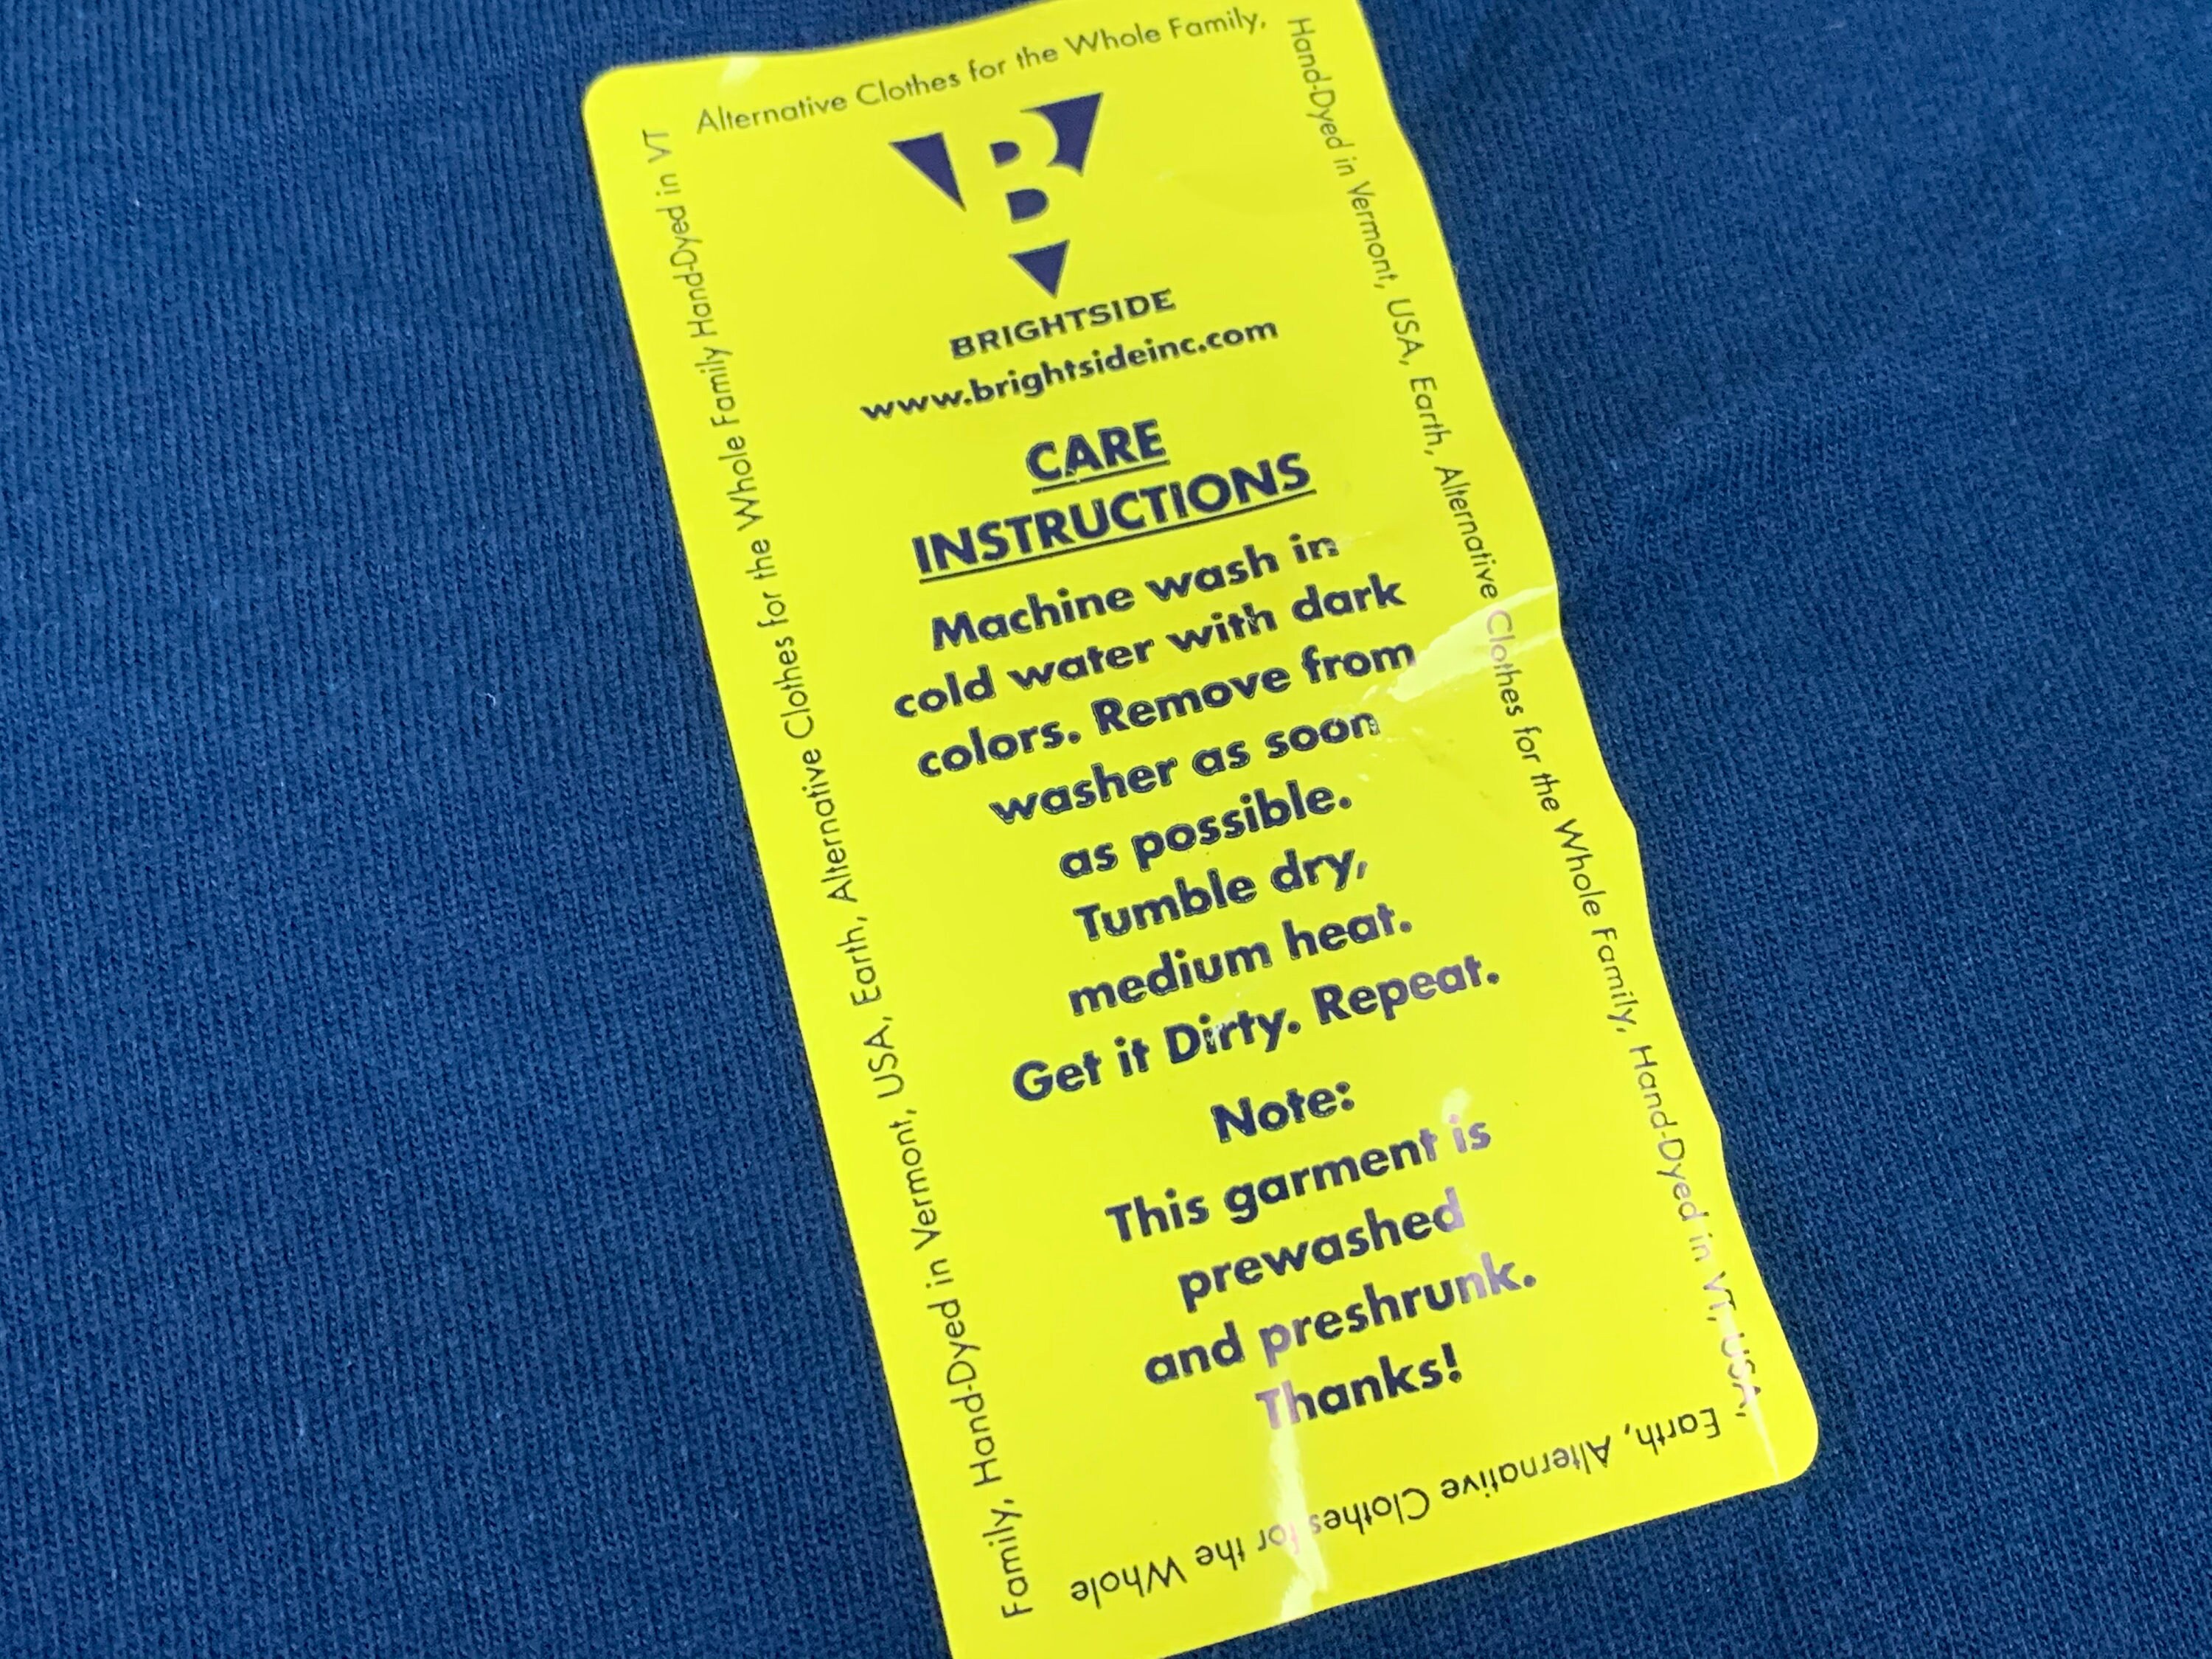 Alternative Clothes for the Whole Family,
B
BRIGHTSIDE
www.brightsideinc.com
CARE
INSTRUCTIONS
Machine wash in
cold water with dark
colors. Remove from
washer as soon
as possible.
Tumble dry,
medium heat.
Get it Dirty. Repeat.
Note:
This garment is
prewashed
and preshrunk.
Thanks!
Hand-Dyed in Vermont, USA, Earth, Alternative Clothes for the Whole Family, Hand-Dyed in VT, USA,
Earth, Alternative Clothes for the Whole
Family, Hand-Dyed in Vermont, USA, Earth, Alternative Clothes for the Whole Family Hand-Dyed in VT